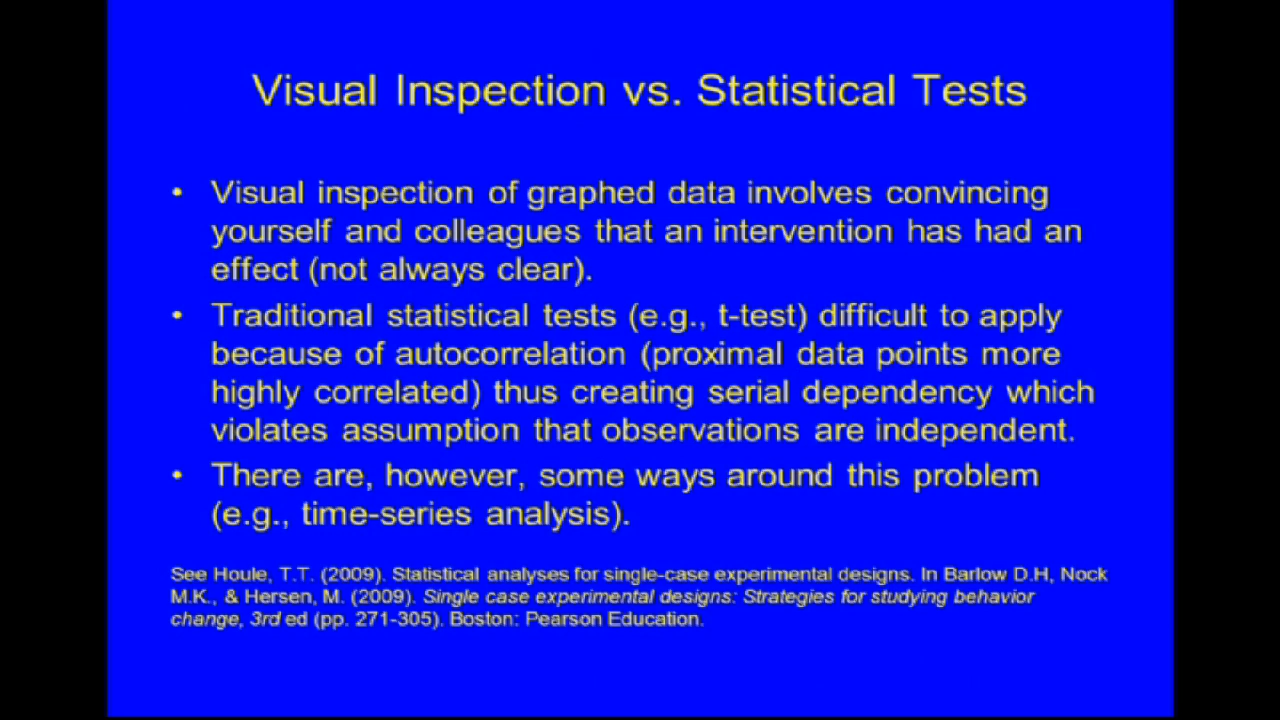 Visual Inspection vs. Statistical Tests
• Visual inspection of graphed data involves convincing
yourself and colleagues that an intervention has had an
effect (not always clear).
• Traditional statistical tests (e.g., t-test) difficult to apply
because of autocorrelation (proximal data points more
highly correlated) thus creating serial dependency which
violates assumption that observations are independent.
• There are, however, some ways around this problem
(e.g., time-series analysis).
See Houle, T.T. (2009). Statistical analyses for single-case experimental designs. In Barlow D.H, Nock
M.K., & Hersen, M. (2009). Single case experimental designs: Strategies for studying behavior
change, 3rd ed (pp. 271-305). Boston: Pearson Education.